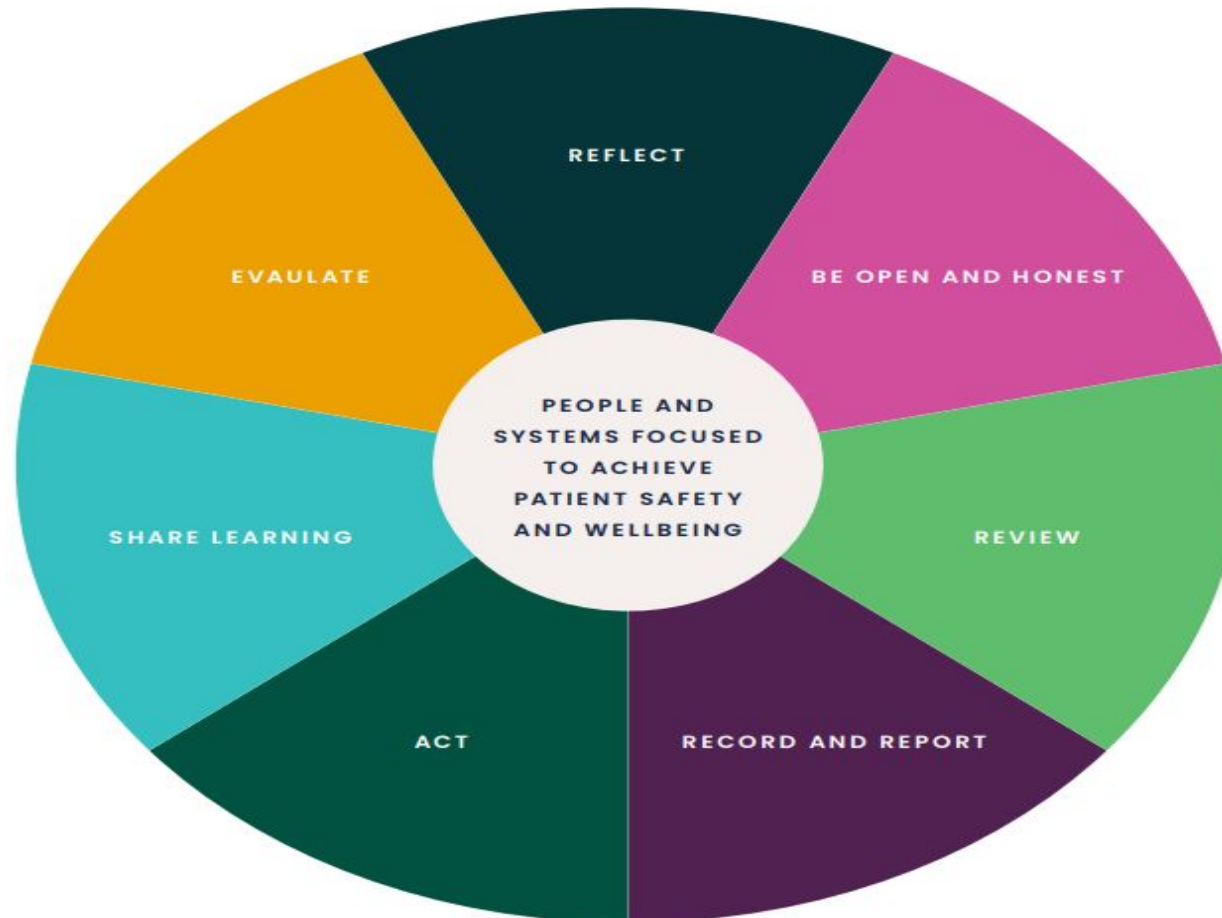 REFLECT
BE OPEN AND HONEST
REVIEW
RECORD AND REPORT
ACT
SHARE LEARNING
EVAULATE
PEOPLE AND
SYSTEMS FOCUSED
TO ACHIEVE
PATIENT SAFETY
AND WELLBEING